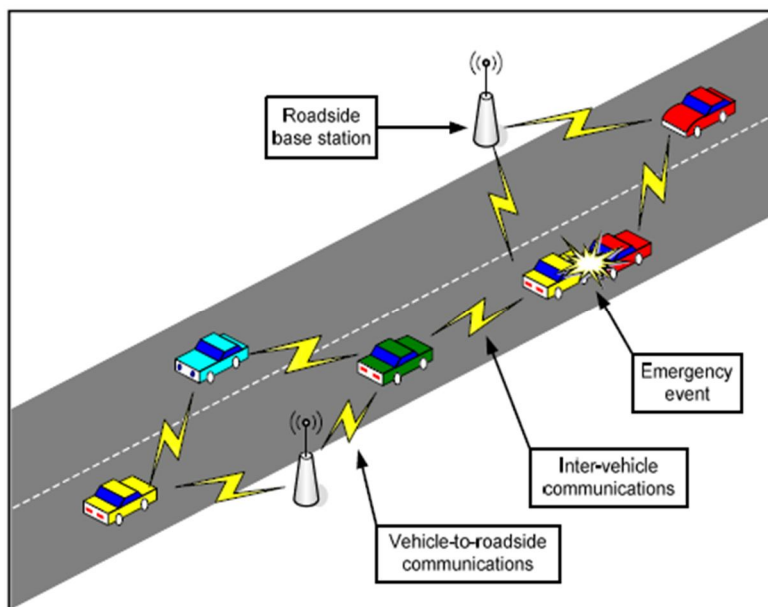 Roadside
base station
Emergency
event
Inter-vehicle
communications
Vehicle-to-roadside
communications